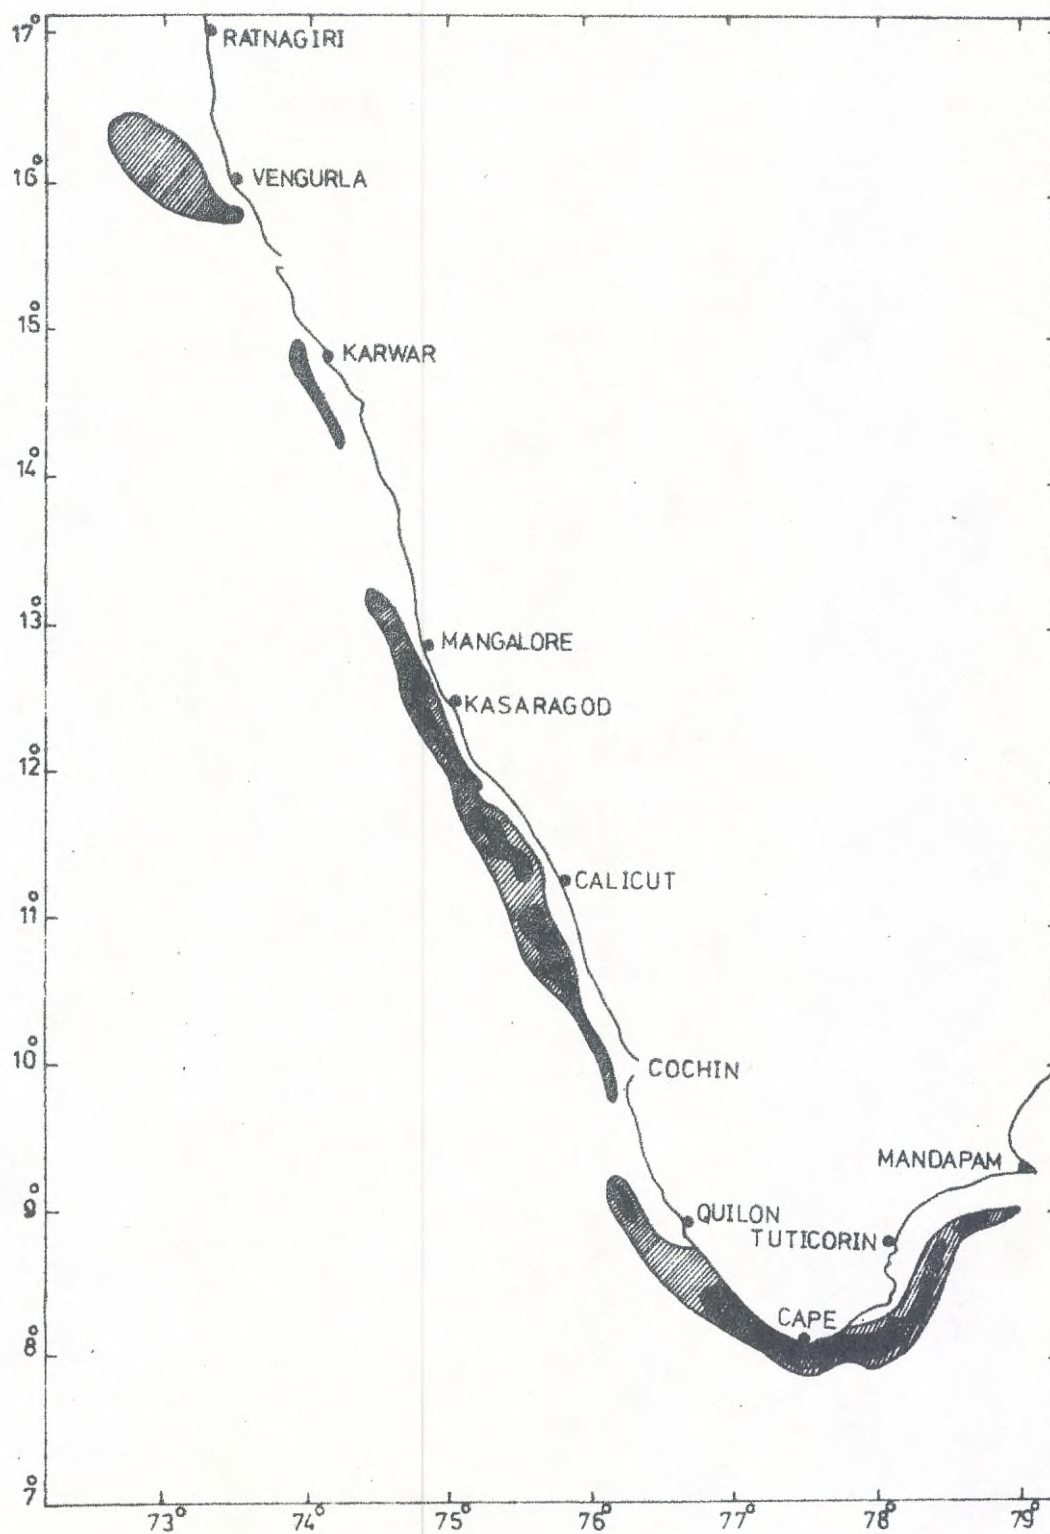 17°
RATNAGIRI
16°
VENGURLA
15°
KARWAR
14°
13°
MANGALORE
KASARAGOD
12°
CALICUT
11°
10°
COCHIN
MANDAPAM
9°
QUILON
TUTICORIN
CAPE
8°
7°
73° 74° 75° 76° 77° 78° 79°